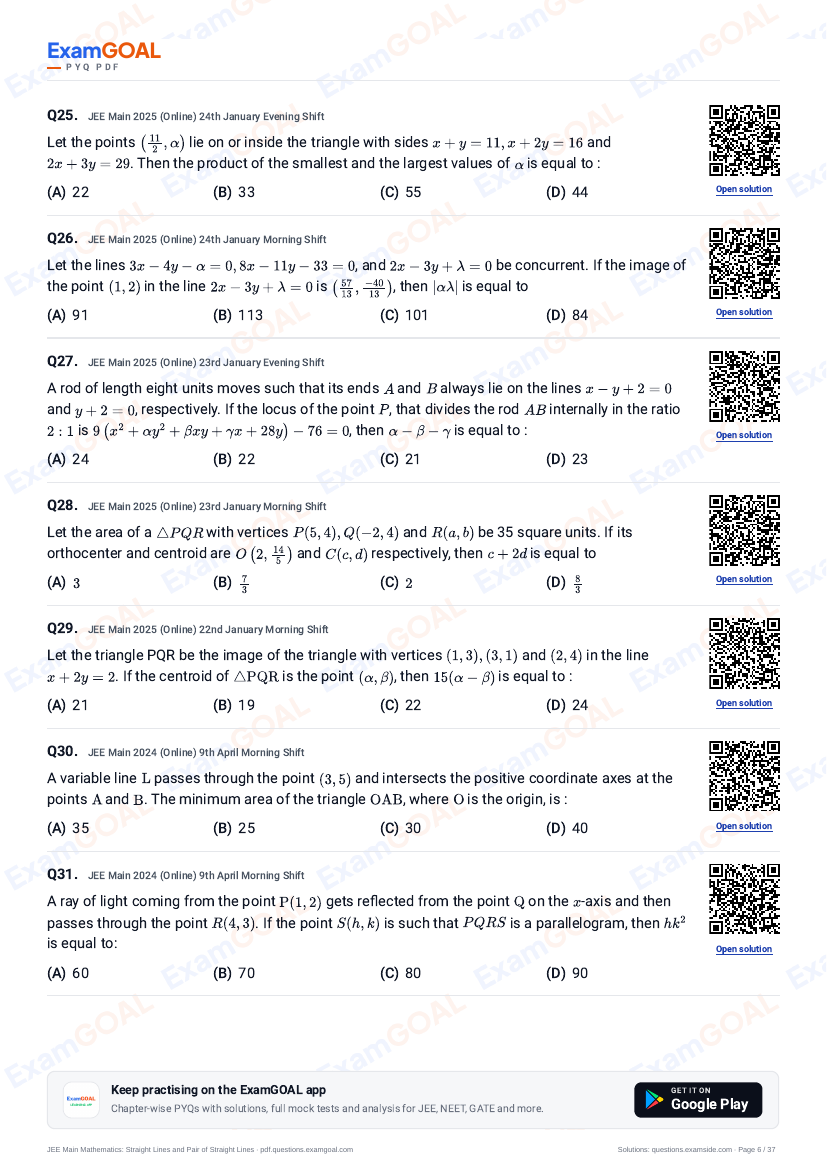 ExamGOAL
PYQ PDF
Q25. JEE Main 2025 (Online) 24th January Evening Shift
Let the points (11/2, α) lie on or inside the triangle with sides x + y = 11, x + 2y = 16 and
2x + 3y = 29. Then the product of the smallest and the largest values of α is equal to :
(A) 22 (B) 33 (C) 55 (D) 44
Open solution
Q26. JEE Main 2025 (Online) 24th January Morning Shift
Let the lines 3x − 4y − α = 0, 8x − 11y − 33 = 0, and 2x − 3y + λ = 0 be concurrent. If the image of
the point (1, 2) in the line 2x − 3y + λ = 0 is (57/13, −40/13), then |αλ| is equal to
(A) 91 (B) 113 (C) 101 (D) 84
Open solution
Q27. JEE Main 2025 (Online) 23rd January Evening Shift
A rod of length eight units moves such that its ends A and B always lie on the lines x − y + 2 = 0
and y + 2 = 0, respectively. If the locus of the point P, that divides the rod AB internally in the ratio
2 : 1 is 9 (x² + αy² + βxy + γx + 28y) − 76 = 0, then α − β − γ is equal to :
(A) 24 (B) 22 (C) 21 (D) 23
Open solution
Q28. JEE Main 2025 (Online) 23rd January Morning Shift
Let the area of a △PQR with vertices P(5, 4), Q(−2, 4) and R(a, b) be 35 square units. If its
orthocenter and centroid are O (2, 14/5) and C(c, d) respectively, then c + 2d is equal to
(A) 3 (B) 7/3 (C) 2 (D) 8/3
Open solution
Q29. JEE Main 2025 (Online) 22nd January Morning Shift
Let the triangle PQR be the image of the triangle with vertices (1, 3), (3, 1) and (2, 4) in the line
x + 2y = 2. If the centroid of △PQR is the point (α, β), then 15(α − β) is equal to :
(A) 21 (B) 19 (C) 22 (D) 24
Open solution
Q30. JEE Main 2024 (Online) 9th April Morning Shift
A variable line L passes through the point (3, 5) and intersects the positive coordinate axes at the
points A and B. The minimum area of the triangle OAB, where O is the origin, is :
(A) 35 (B) 25 (C) 30 (D) 40
Open solution
Q31. JEE Main 2024 (Online) 9th April Morning Shift
A ray of light coming from the point P(1, 2) gets reflected from the point Q on the x-axis and then
passes through the point R(4, 3). If the point S(h, k) is such that PQRS is a parallelogram, then hk²
is equal to:
(A) 60 (B) 70 (C) 80 (D) 90
Open solution
ExamGOAL
Keep practising on the ExamGOAL app
Chapter-wise PYQs with solutions, full mock tests and analysis for JEE, NEET, GATE and more.
GET IT ON
Google Play
JEE Main Mathematics: Straight Lines and Pair of Straight Lines · pdf.questions.examgoal.com
Solutions: questions.examside.com · Page 6 / 37